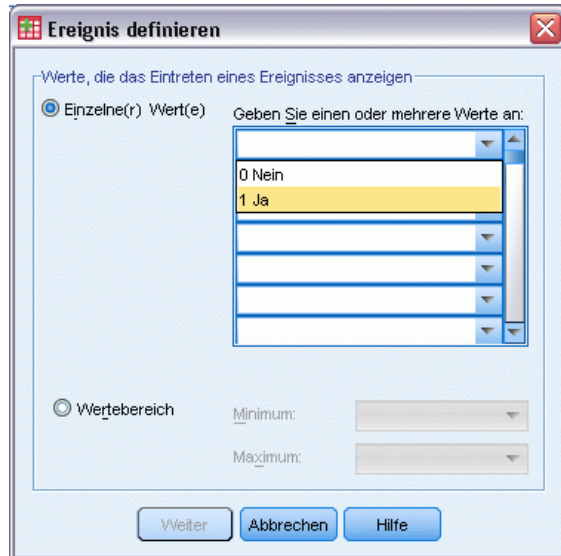 Ereignis definieren
Werte, die das Eintreten eines Ereignisses anzeigen
Einzelne(r) Wert(e)
Geben Sie einen oder mehrere Werte an:
0 Nein
1 Ja
Wertebereich
Minimum:
Maximum:
Weiter Abbrechen Hilfe